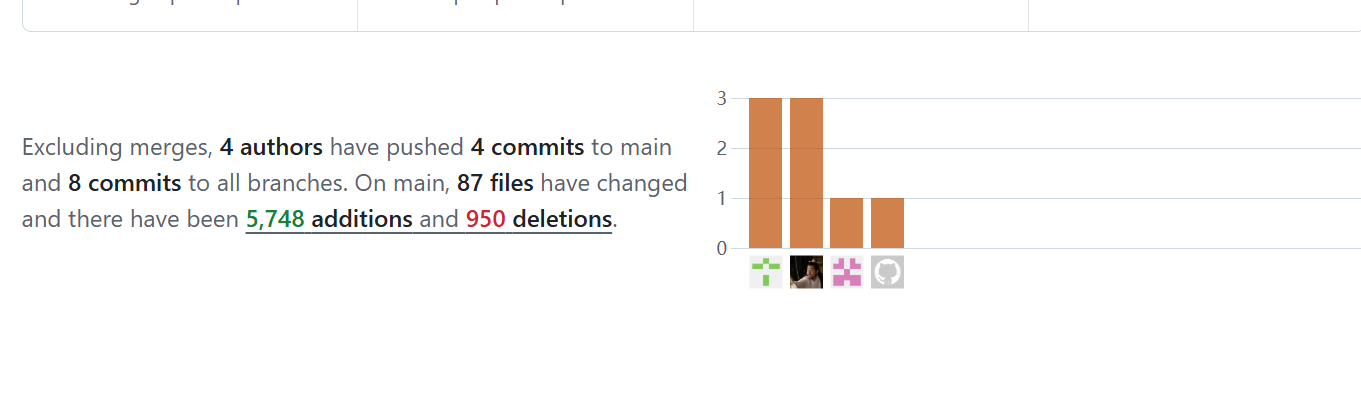 Excluding merges, 4 authors have pushed 4 commits to main
and 8 commits to all branches. On main, 87 files have changed
and there have been 5,748 additions and 950 deletions.
3
2
1
0